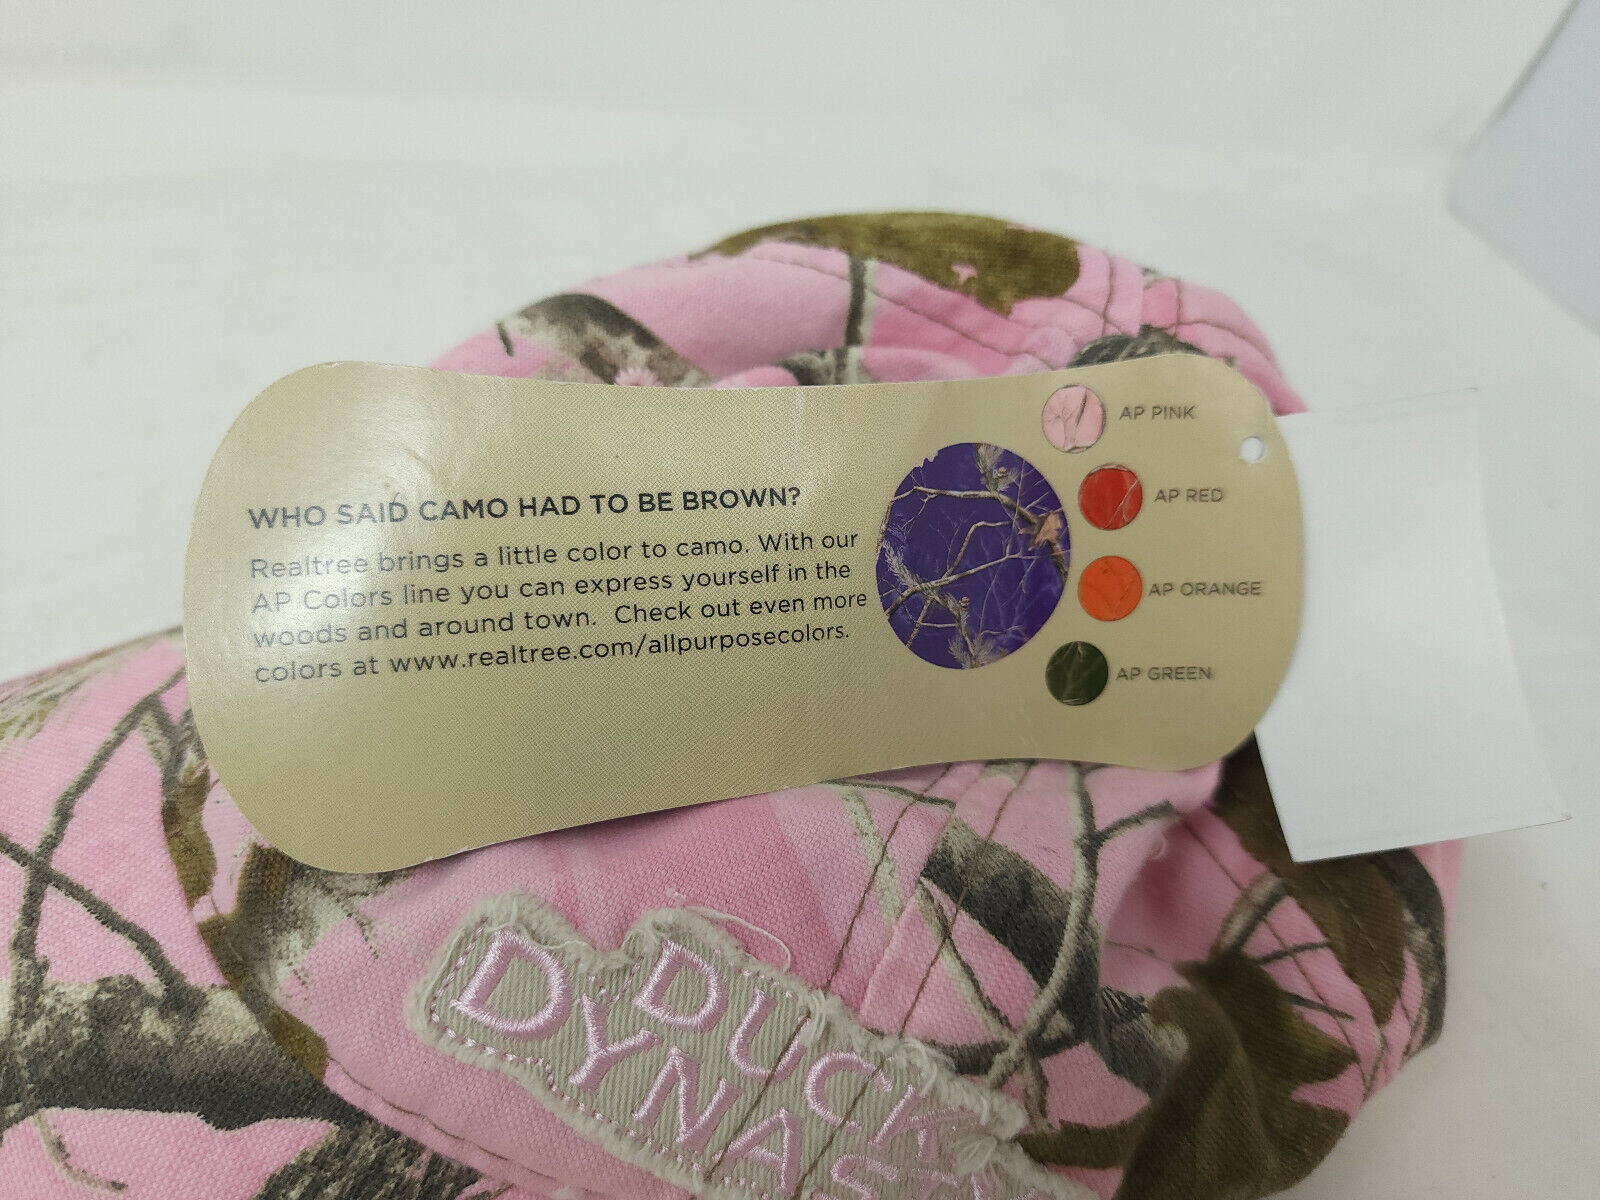 WHO SAID CAMO HAD TO BE BROWN?
Realtree brings a little color to camo. With our
AP Colors line you can express yourself in the
woods and around town. Check out even more
colors at www.realtree.com/allpurposecolors.
AP PINK
AP RED
AP ORANGE
AP GREEN
DUCK
DYNAST